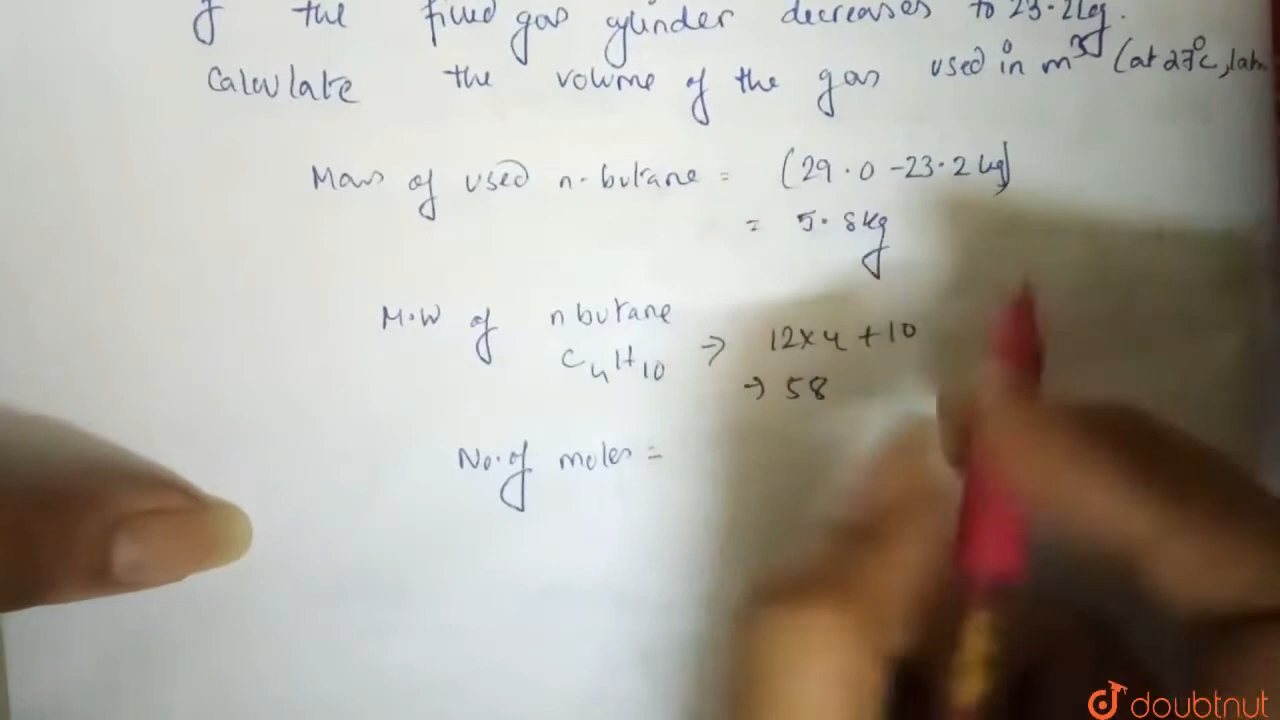 of the filled gas cylinder decreases to 23.2kg.
Calculate the volume of the gas used in m³ (at 27°C, 1atm
Mass of used n-butane = (29.0 - 23.2 kg)
= 5.8kg
M.W of n butane
C4H10 → 12×4 + 10
→ 58
No. of moles =
doubtnut